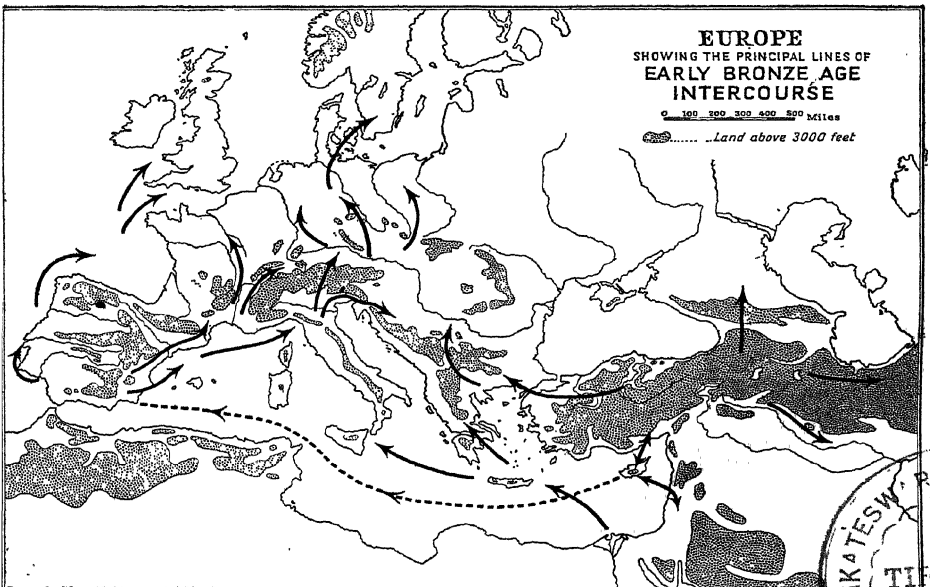 EUROPE
SHOWING THE PRINCIPAL LINES OF
EARLY BRONZE AGE
INTERCOURSE
0 100 200 300 400 500 Miles
Land above 3000 feet